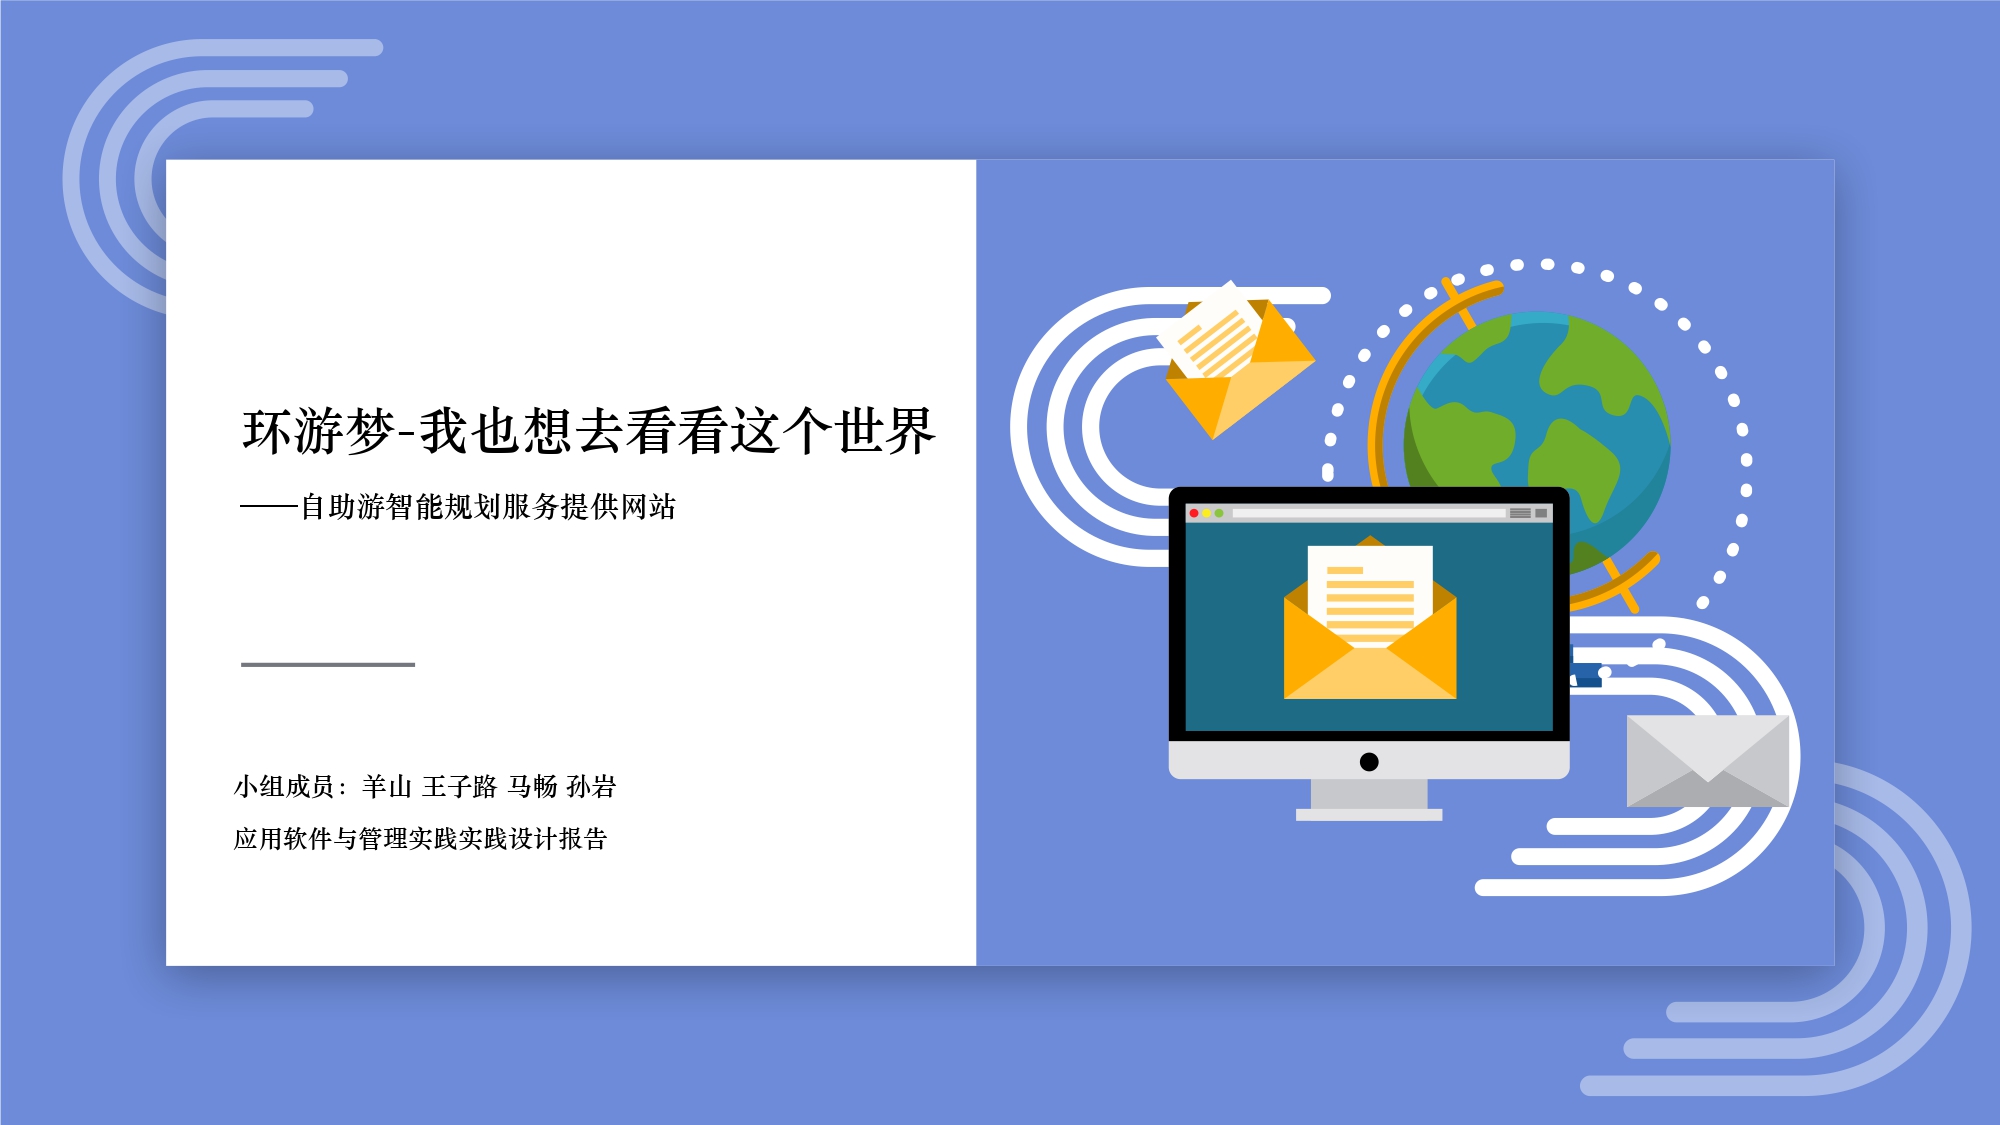 环游梦-我也想去看看这个世界
——自助游智能规划服务提供网站
小组成员：羊山 王子路 马畅 孙岩
应用软件与管理实践实践设计报告